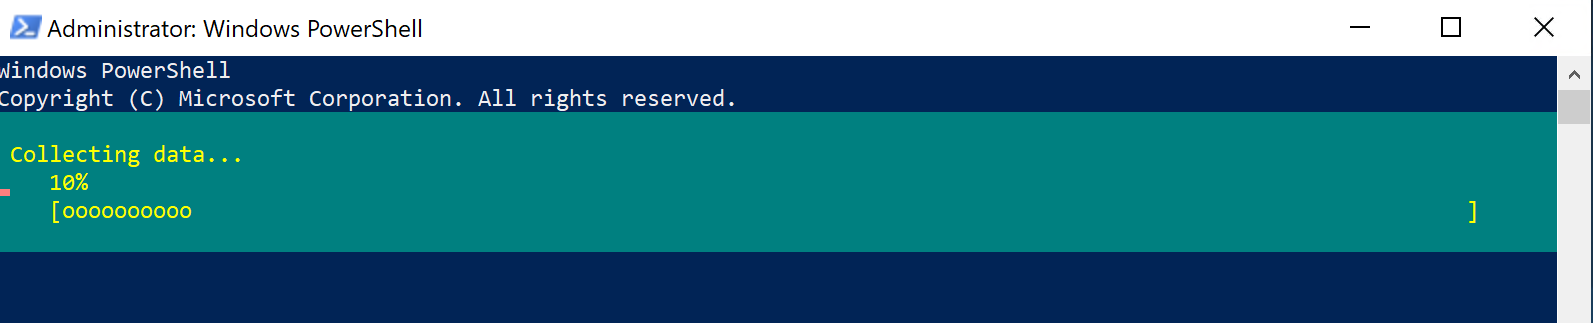 Administrator: Windows PowerShell
Windows PowerShell
Copyright (C) Microsoft Corporation. All rights reserved.
Collecting data...
10%
[oooooooooo ]